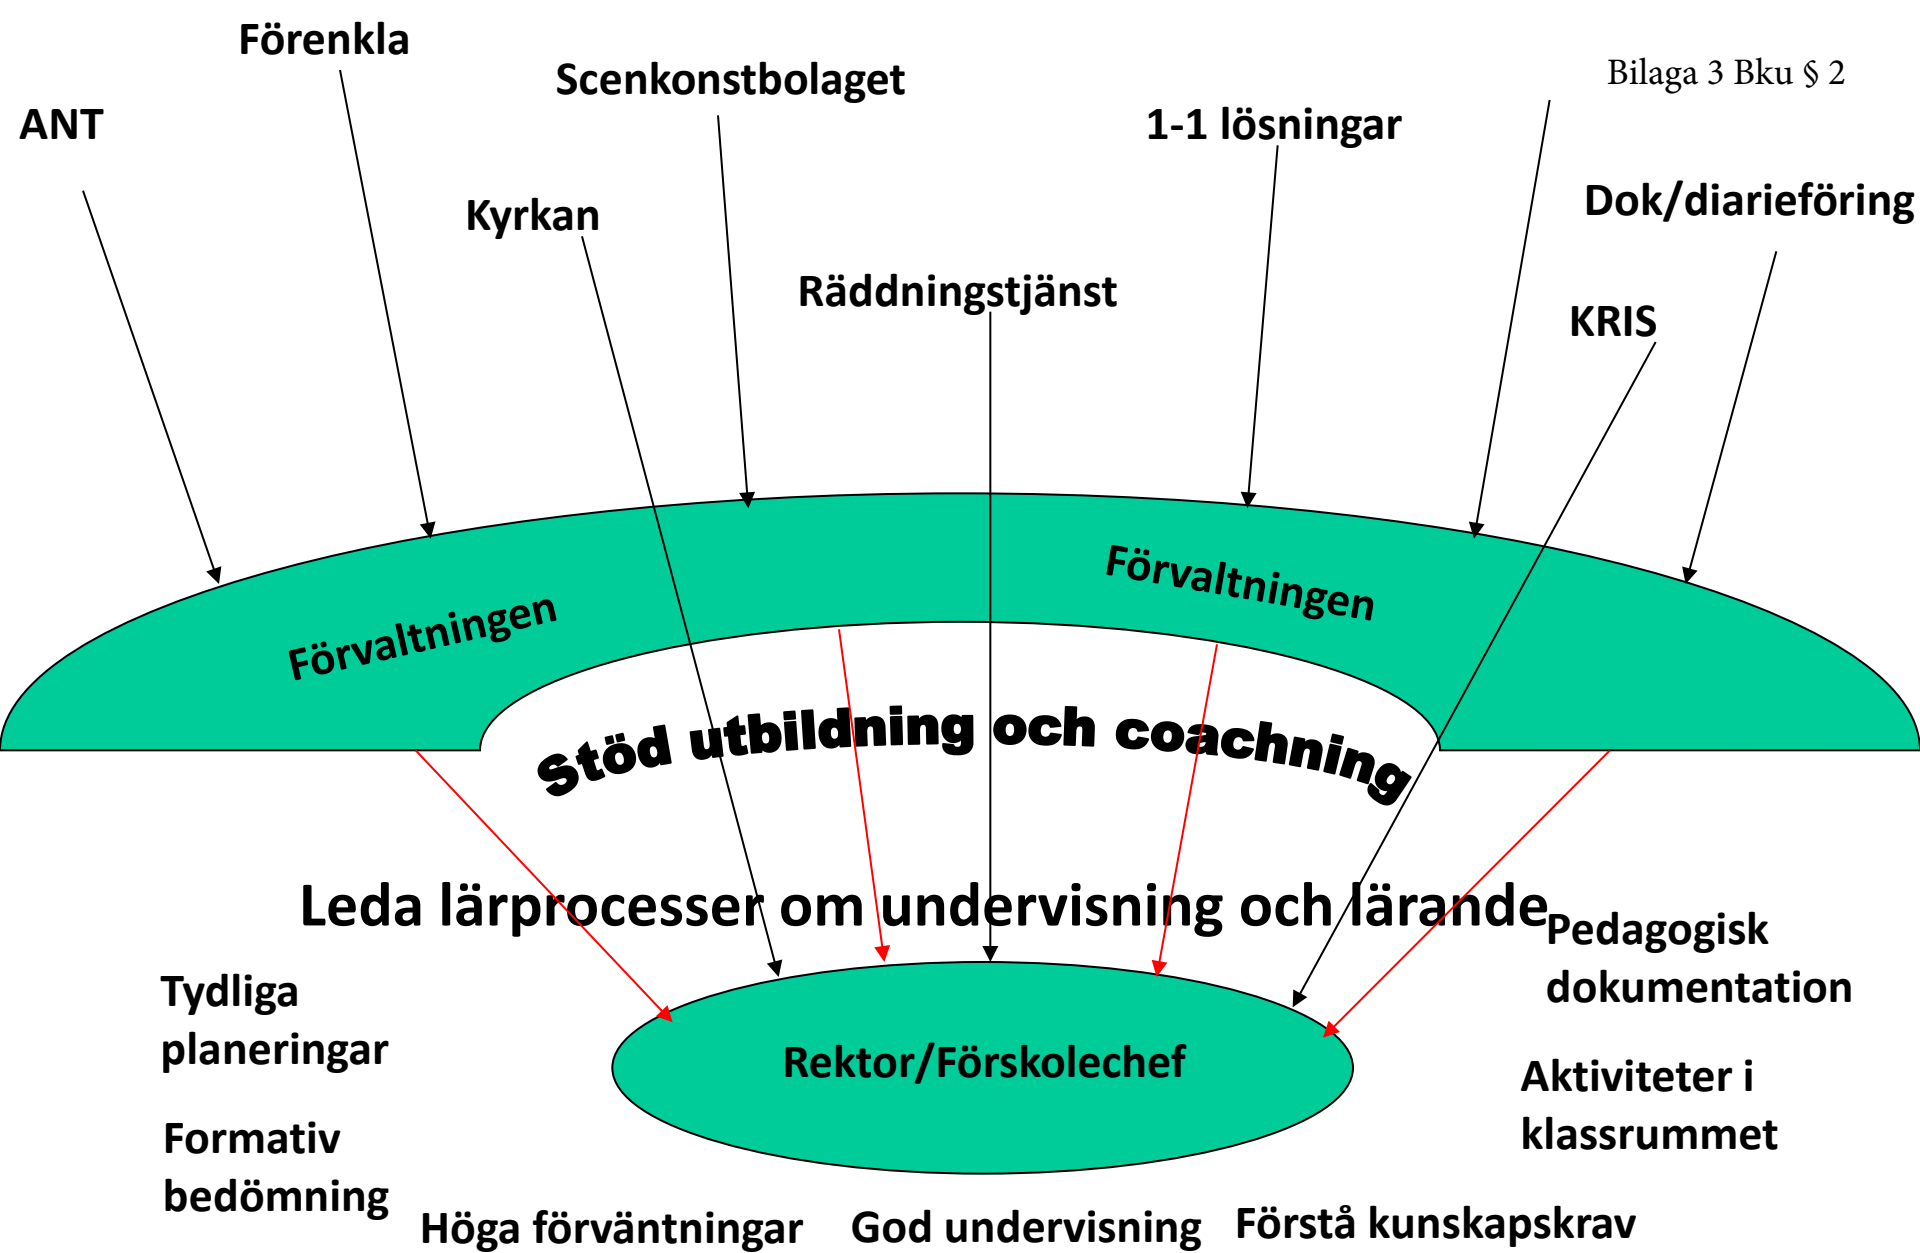 Förenkla
Scenkonstbolaget
Bilaga 3 Bku § 2
ANT
1-1 lösningar
Kyrkan
Dok/diarieföring
Räddningstjänst
KRIS
Förvaltningen
Förvaltningen
Stöd utbildning och coachning
Leda lärprocesser om undervisning och lärande
Pedagogisk
dokumentation
Tydliga
planeringar
Rektor/Förskolechef
Aktiviteter i
klassrummet
Formativ
bedömning
Höga förväntningar
God undervisning
Förstå kunskapskrav